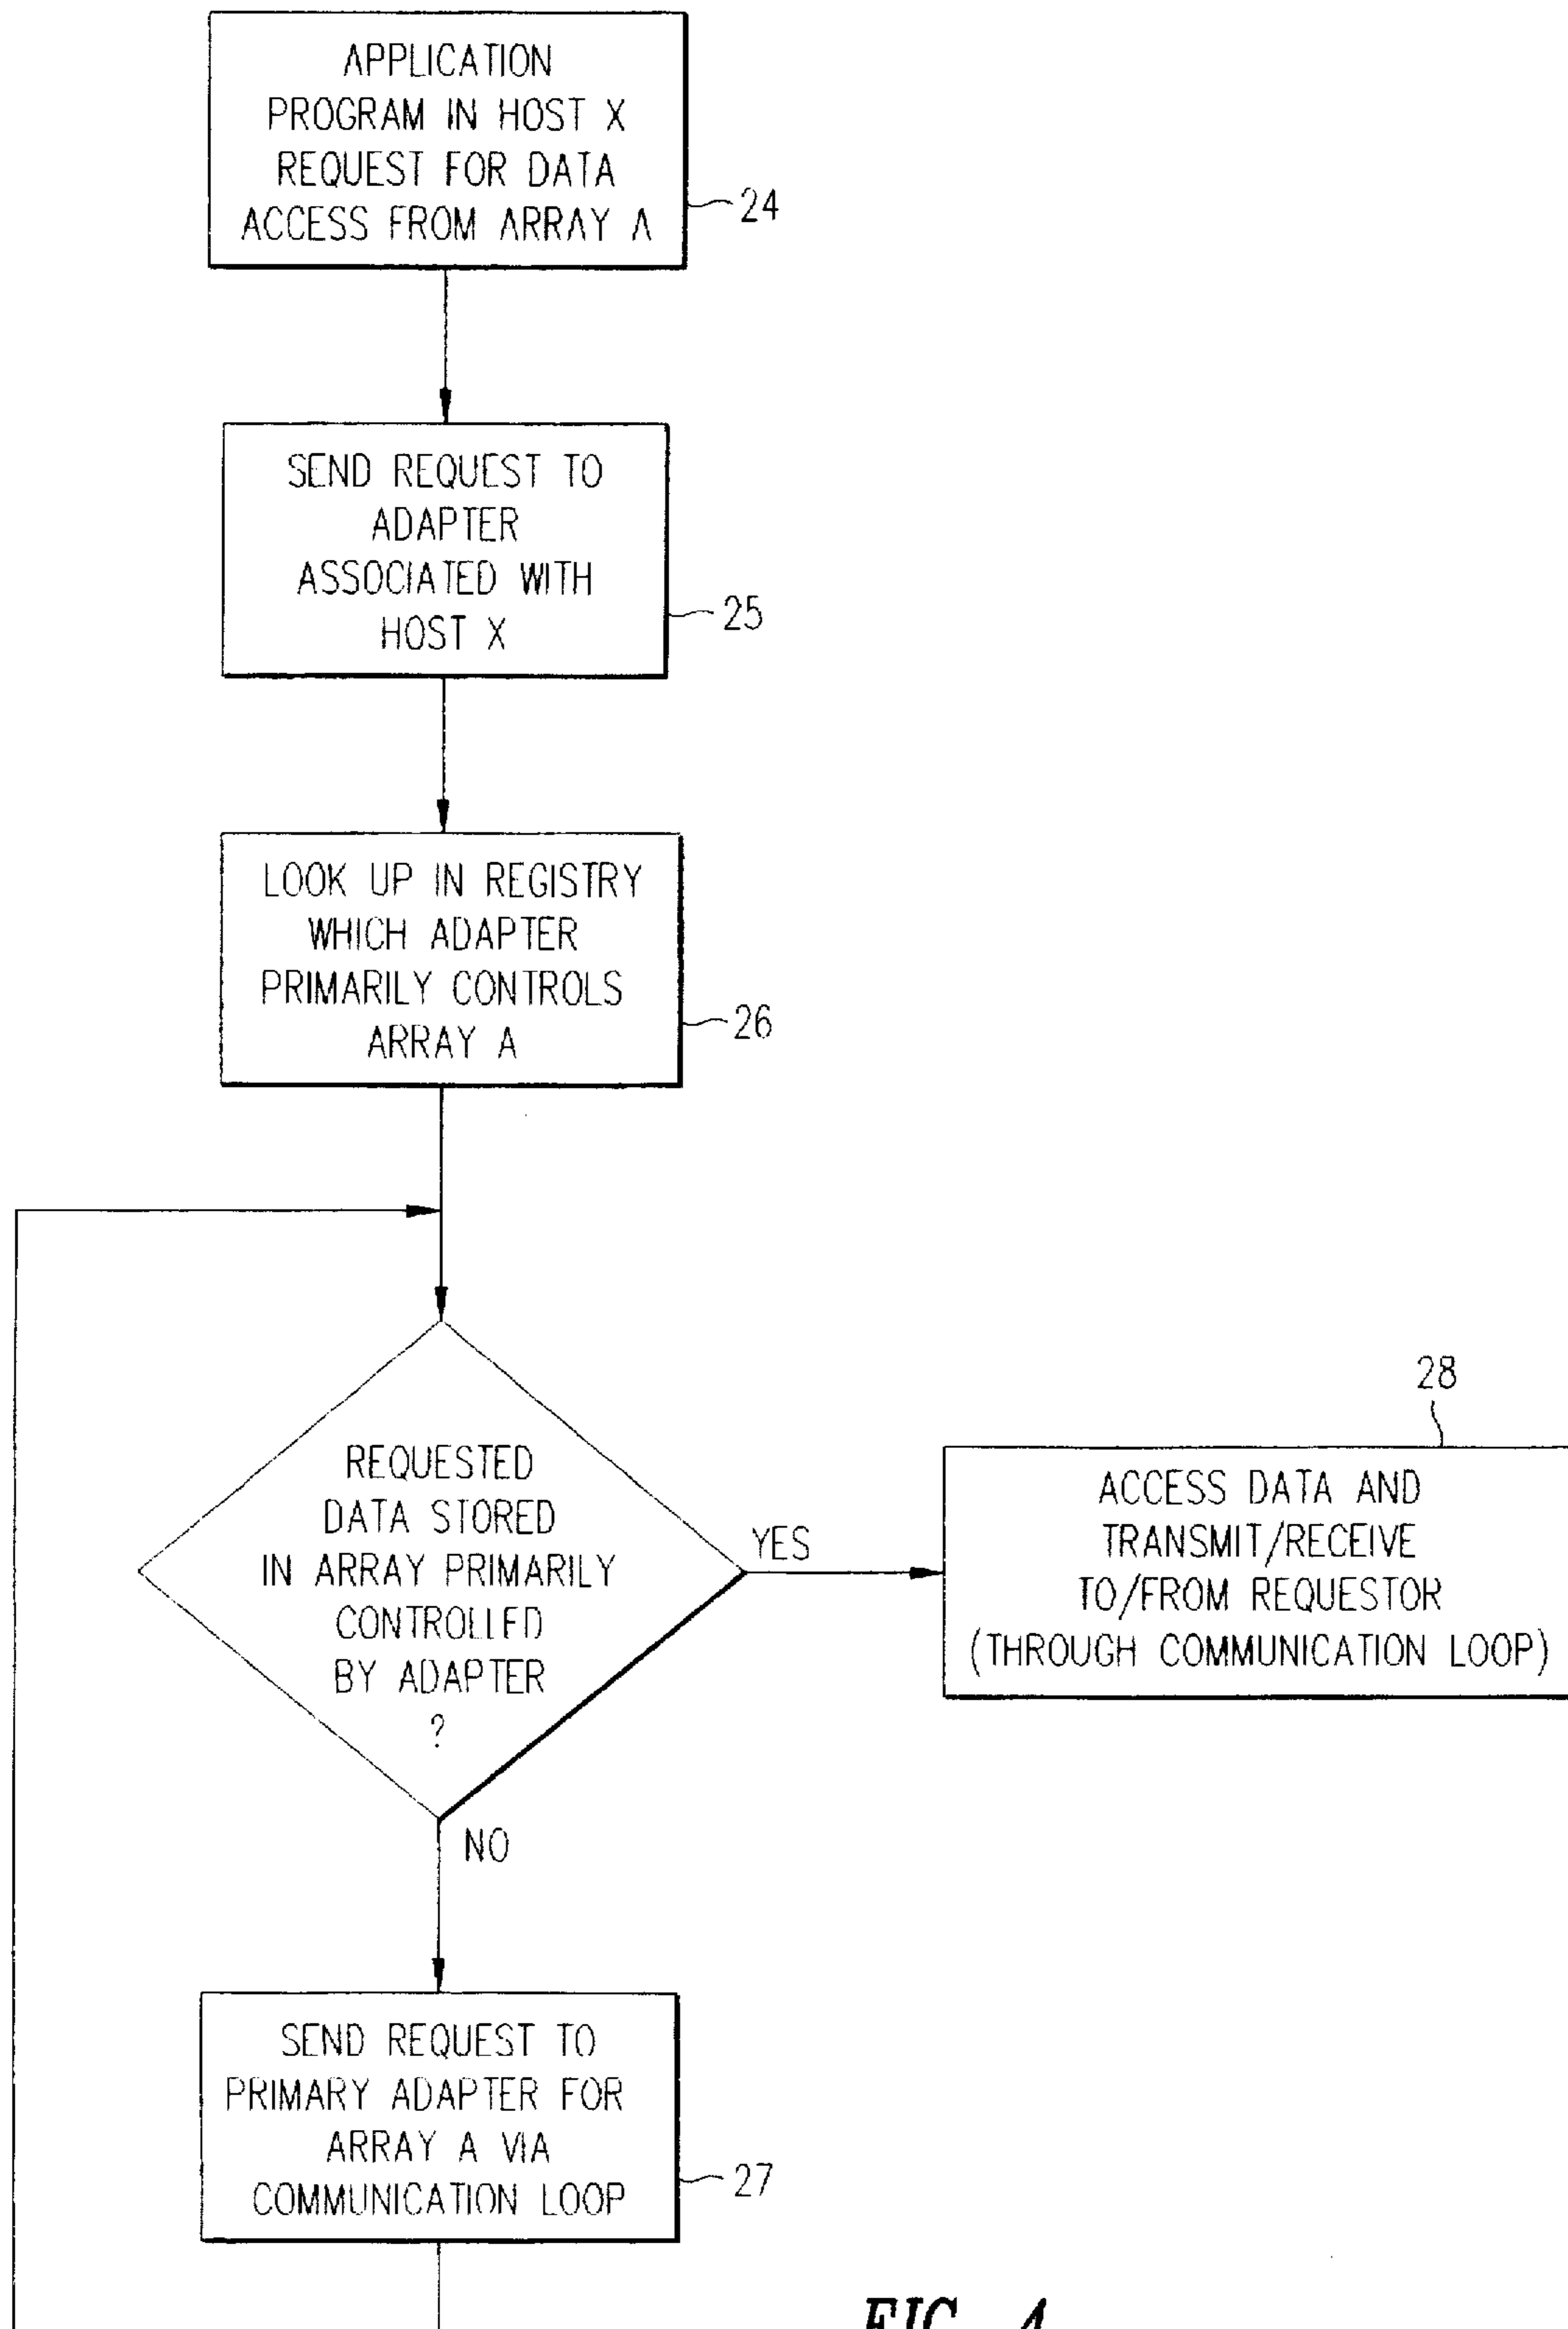 APPLICATION
PROGRAM IN HOST X
REQUEST FOR DATA
ACCESS FROM ARRAY A
24
SEND REQUEST TO
ADAPTER
ASSOCIATED WITH
HOST X
25
LOOK UP IN REGISTRY
WHICH ADAPTER
PRIMARILY CONTROLS
ARRAY A
26
REQUESTED
DATA STORED
IN ARRAY PRIMARILY
CONTROLLED
BY ADAPTER
?
YES
28
ACCESS DATA AND
TRANSMIT/RECEIVE
TO/FROM REQUESTOR
(THROUGH COMMUNICATION LOOP)
NO
SEND REQUEST TO
PRIMARY ADAPTER FOR
ARRAY A VIA
COMMUNICATION LOOP
27
FIG. 4